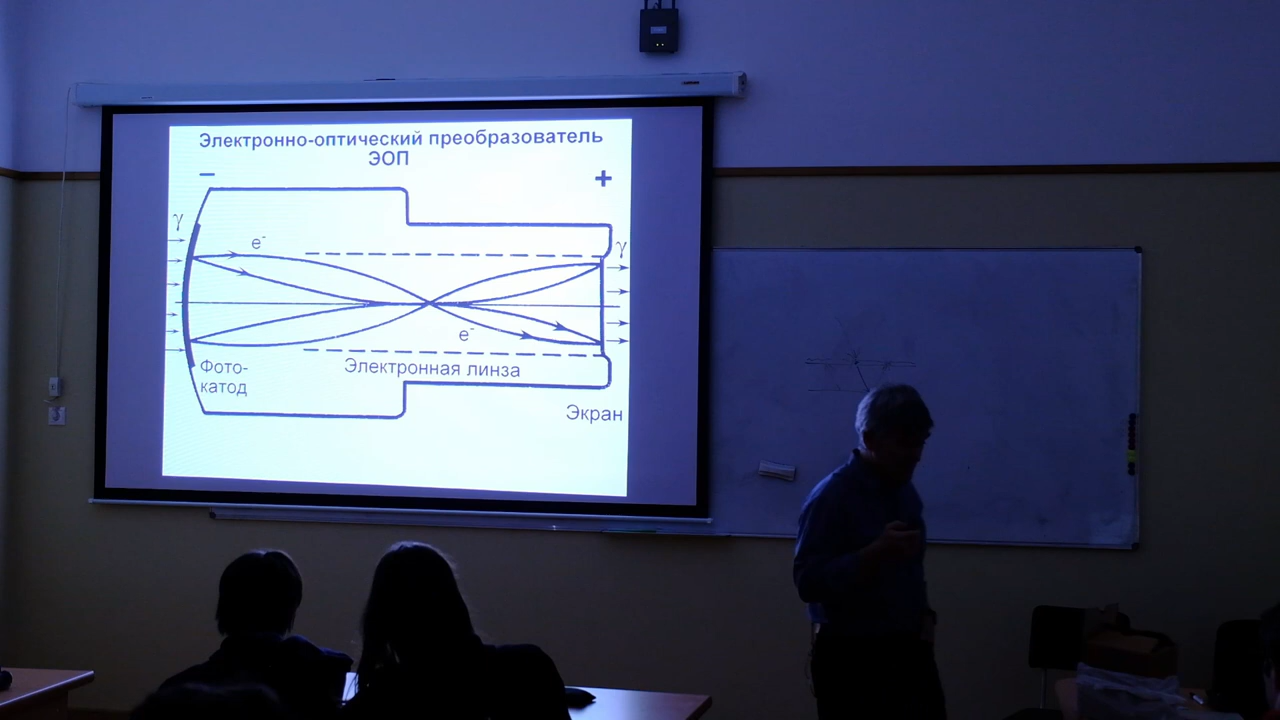 Электронно-оптический преобразователь
ЭОП
− +
γ
e-
γ
e-
Фото-
катод
Электронная линза
Экран